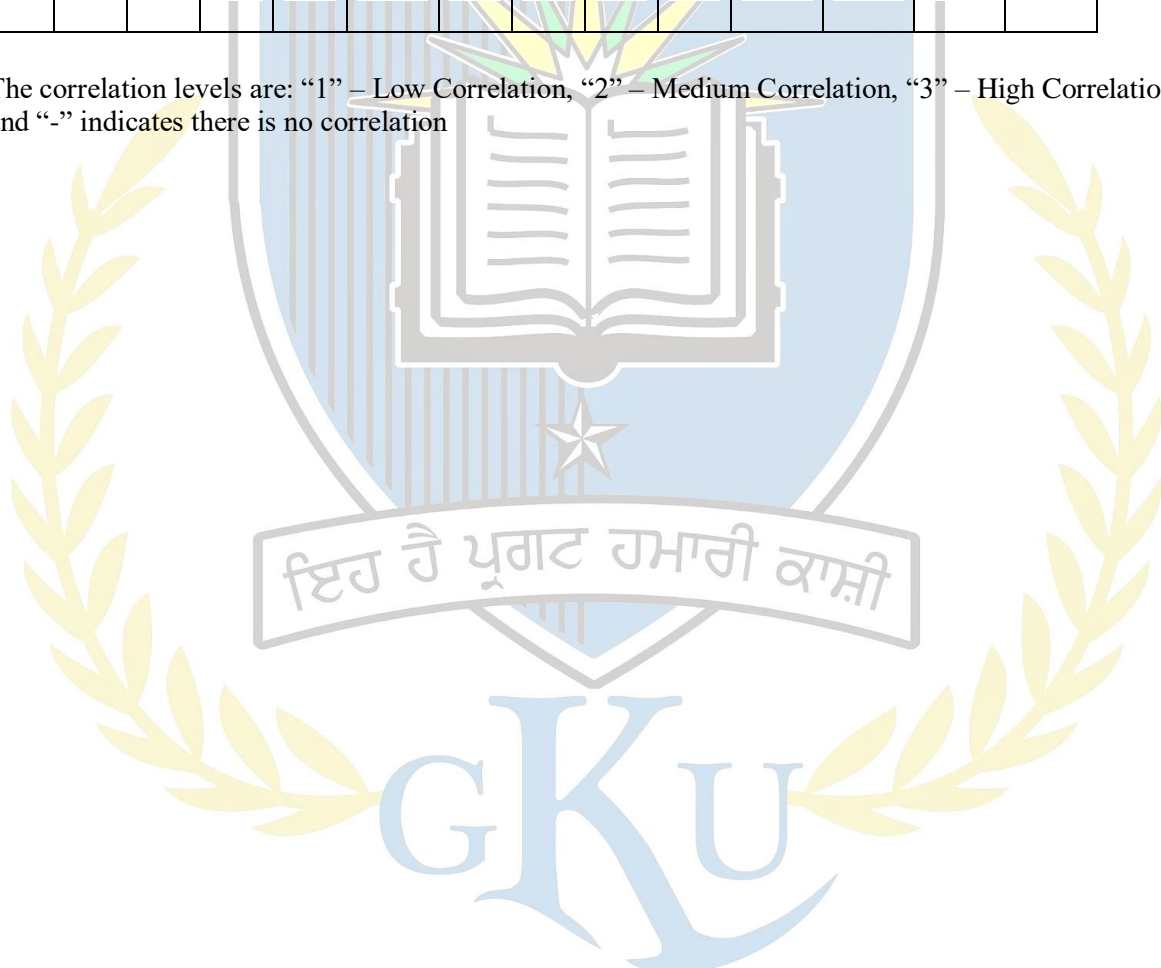 The correlation levels are: “1” – Low Correlation, “2” – Medium Correlation, “3” – High Correlatio
nd “-” indicates there is no correlation
ਇਹ ਹੈ ਪ੍ਰਗਟ ਹਮਾਰੀ ਕਾਸ਼ੀ
GKU